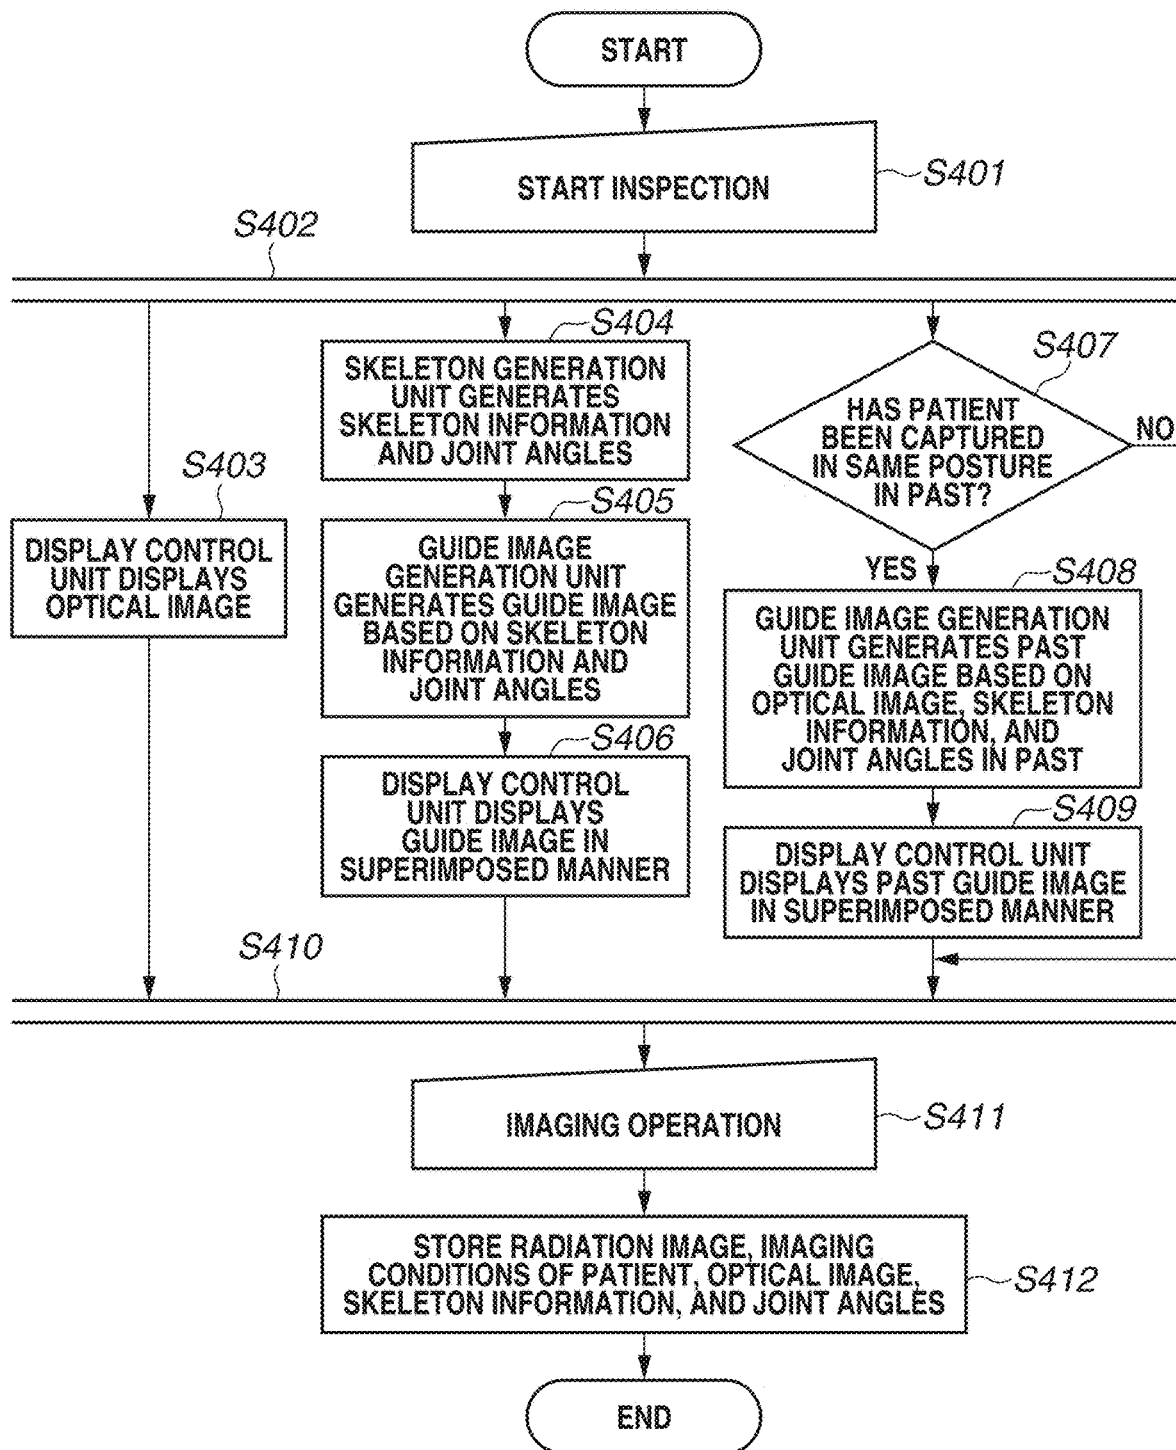 START
START INSPECTION
S401
S402
S403
DISPLAY CONTROL
UNIT DISPLAYS
OPTICAL IMAGE
S404
SKELETON GENERATION
UNIT GENERATES
SKELETON INFORMATION
AND JOINT ANGLES
S405
GUIDE IMAGE
GENERATION UNIT
GENERATES GUIDE IMAGE
BASED ON SKELETON
INFORMATION AND
JOINT ANGLES
S406
DISPLAY CONTROL
UNIT DISPLAYS
GUIDE IMAGE IN
SUPERIMPOSED MANNER
S407
HAS PATIENT
BEEN CAPTURED
IN SAME POSTURE
IN PAST?
NO
YES
S408
GUIDE IMAGE GENERATION
UNIT GENERATES PAST
GUIDE IMAGE BASED ON
OPTICAL IMAGE, SKELETON
INFORMATION, AND
JOINT ANGLES IN PAST
S409
DISPLAY CONTROL UNIT
DISPLAYS PAST GUIDE IMAGE
IN SUPERIMPOSED MANNER
S410
IMAGING OPERATION
S411
STORE RADIATION IMAGE, IMAGING
CONDITIONS OF PATIENT, OPTICAL IMAGE,
SKELETON INFORMATION, AND JOINT ANGLES
S412
END